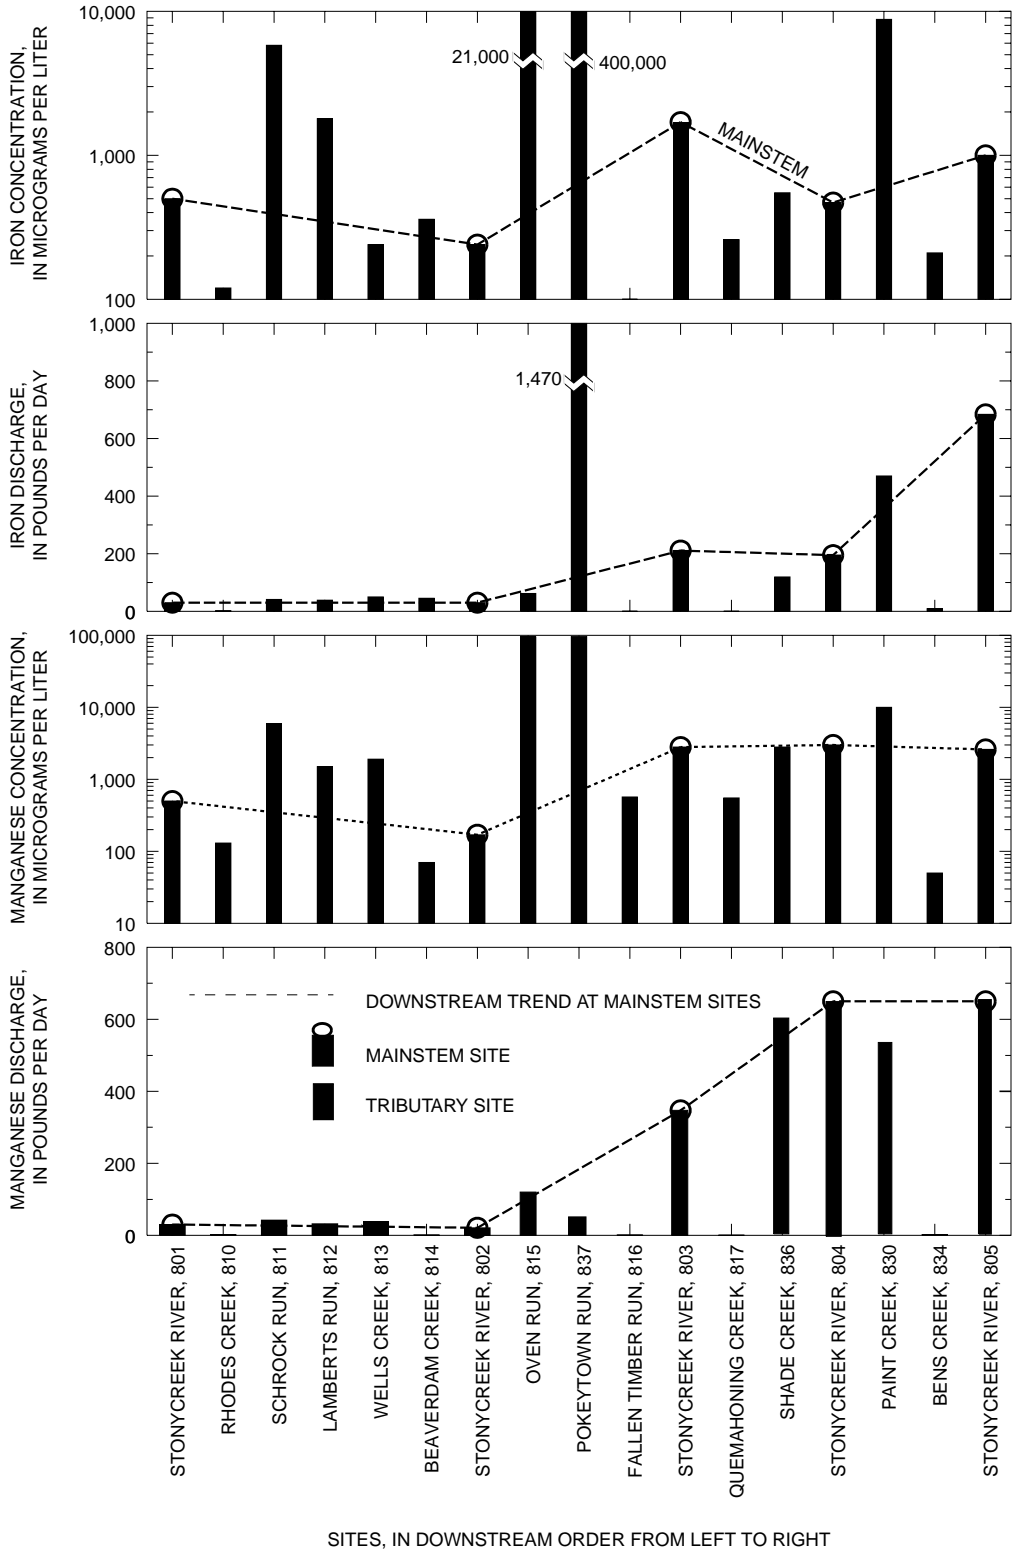 IRON CONCENTRATION,
IN MICROGRAMS PER LITER
10,000
1,000
100
21,000
400,000
MAINSTEM
IRON DISCHARGE,
IN POUNDS PER DAY
1,000
800
600
400
200
0
1,470
MANGANESE CONCENTRATION,
IN MICROGRAMS PER LITER
100,000
10,000
1,000
100
10
MANGANESE DISCHARGE,
IN POUNDS PER DAY
800
600
400
200
0
DOWNSTREAM TREND AT MAINSTEM SITES
MAINSTEM SITE
TRIBUTARY SITE
STONYCREEK RIVER, 801
RHODES CREEK, 810
SCHROCK RUN, 811
LAMBERTS RUN, 812
WELLS CREEK, 813
BEAVERDAM CREEK, 814
STONYCREEK RIVER, 802
OVEN RUN, 815
POKEYTOWN RUN, 837
FALLEN TIMBER RUN, 816
STONYCREEK RIVER, 803
QUEMAHONING CREEK, 817
SHADE CREEK, 836
STONYCREEK RIVER, 804
PAINT CREEK, 830
BENS CREEK, 834
STONYCREEK RIVER, 805
SITES, IN DOWNSTREAM ORDER FROM LEFT TO RIGHT